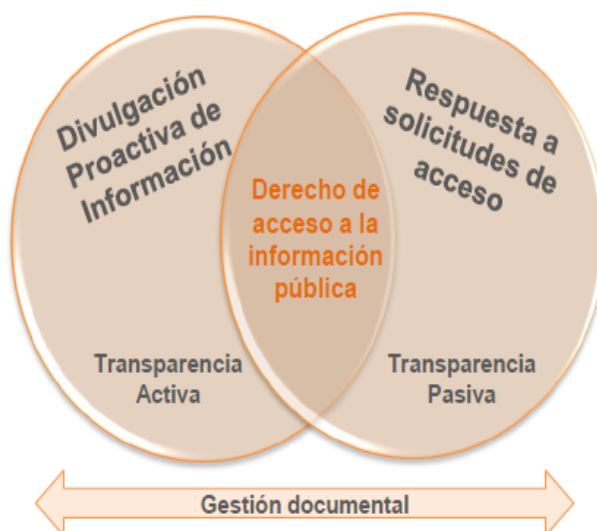 Divulgación
Proactiva de
Información
Respuesta a
solicitudes de
acceso
Derecho de
acceso a la
información
pública
Transparencia
Activa
Transparencia
Pasiva
Gestión documental